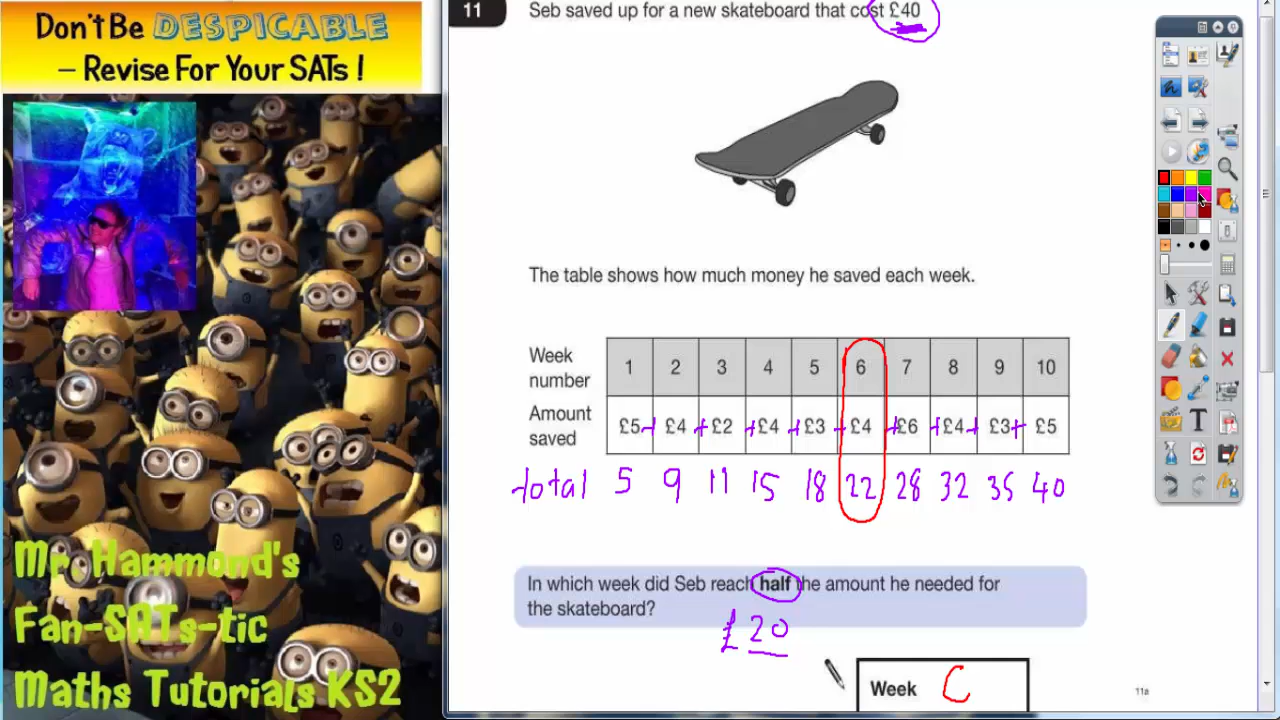 Don't Be DESPICABLE
– Revise For Your SATs !
Mr Hammond's
Fan-SATs-tic
Maths Tutorials KS2
11 Seb saved up for a new skateboard that cost £40
The table shows how much money he saved each week.
Week number 1 2 3 4 5 6 7 8 9 10
Amount saved £5 + £4 + £2 + £4 + £3 + £4 + £6 + £4 + £3 + £5
total 5 9 11 15 18 22 28 32 35 40
In which week did Seb reach half the amount he needed for
the skateboard?
£20
Week
11a